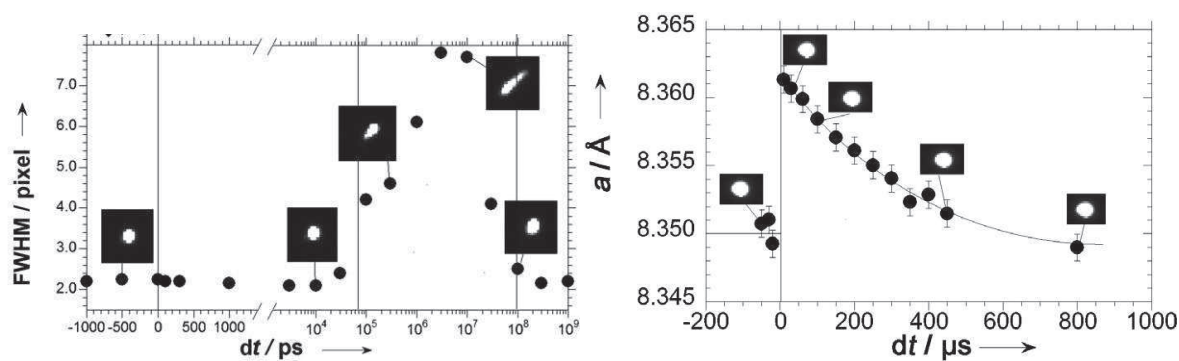 FWHM / pixel
7.0
6.0
5.0
4.0
3.0
2.0
-1000 -500 0 500 1000 10⁴ 10⁵ 10⁶ 10⁷ 10⁸ 10⁹
dt / ps
a / Å
8.365
8.360
8.355
8.350
8.345
-200 0 200 400 600 800 1000
dt / µs